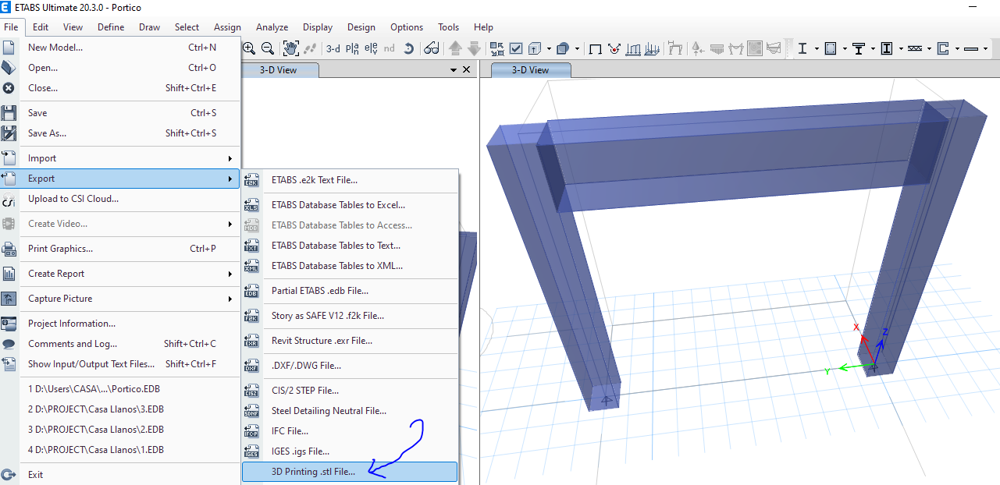 ETABS Ultimate 20.3.0 - Portico
File Edit View Define Draw Select Assign Analyze Display Design Options Tools Help
3-d
nd
3-D View
3-D View
New Model... Ctrl+N
Open... Ctrl+O
Close... Shift+Ctrl+E
Save Ctrl+S
Save As... Shift+Ctrl+S
Import
Export
Upload to CSI Cloud...
Create Video...
Print Graphics... Ctrl+P
Create Report
Capture Picture
Project Information...
Comments and Log... Shift+Ctrl+C
Show Input/Output Text Files... Shift+Ctrl+F
1 D:\Users\CASA\...\Portico.EDB
2 D:\PROJECT\Casa Llanos\3.EDB
3 D:\PROJECT\Casa Llanos\2.EDB
4 D:\PROJECT\Casa Llanos\1.EDB
Exit
E2K ETABS .e2k Text File...
XLS ETABS Database Tables to Excel...
MDB ETABS Database Tables to Access...
TXT ETABS Database Tables to Text...
XML ETABS Database Tables to XML...
EDB Partial ETABS .edb File...
F2K Story as SAFE V12 .f2k File...
EXR Revit Structure .exr File...
DXF .DXF/.DWG File...
CIS2 CIS/2 STEP File...
SDNF Steel Detailing Neutral File...
IFC File...
IGES IGES .igs File...
3D Printing .stl File...
X
Z
Y